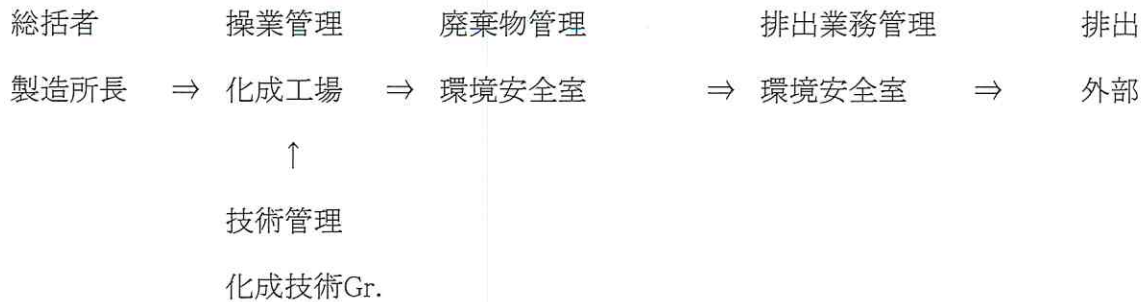 総括者 操業管理 廃棄物管理 排出業務管理 排出
製造所長 ⇒ 化成工場 ⇒ 環境安全室 ⇒ 環境安全室 ⇒ 外部
↑
技術管理
化成技術Gr.